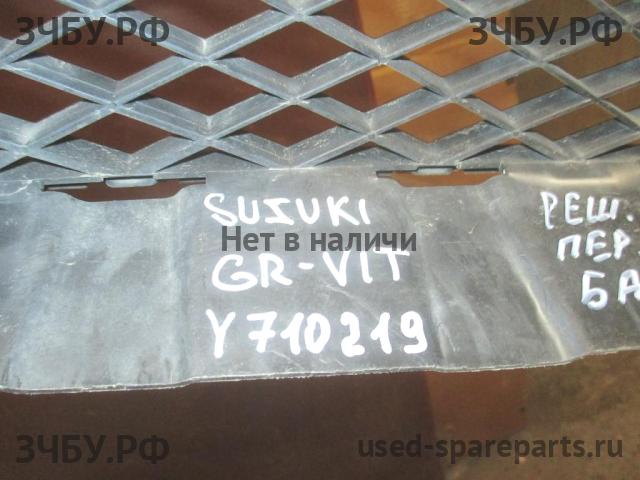 ЗЧБУ.РФ
ЗЧБУ.РФ
SUZUKI
GR-VIT
Y710219
РЕШ.
ПЕР.
БА
Нет в наличи
ЗЧБУ.РФ
used-spareparts.ru